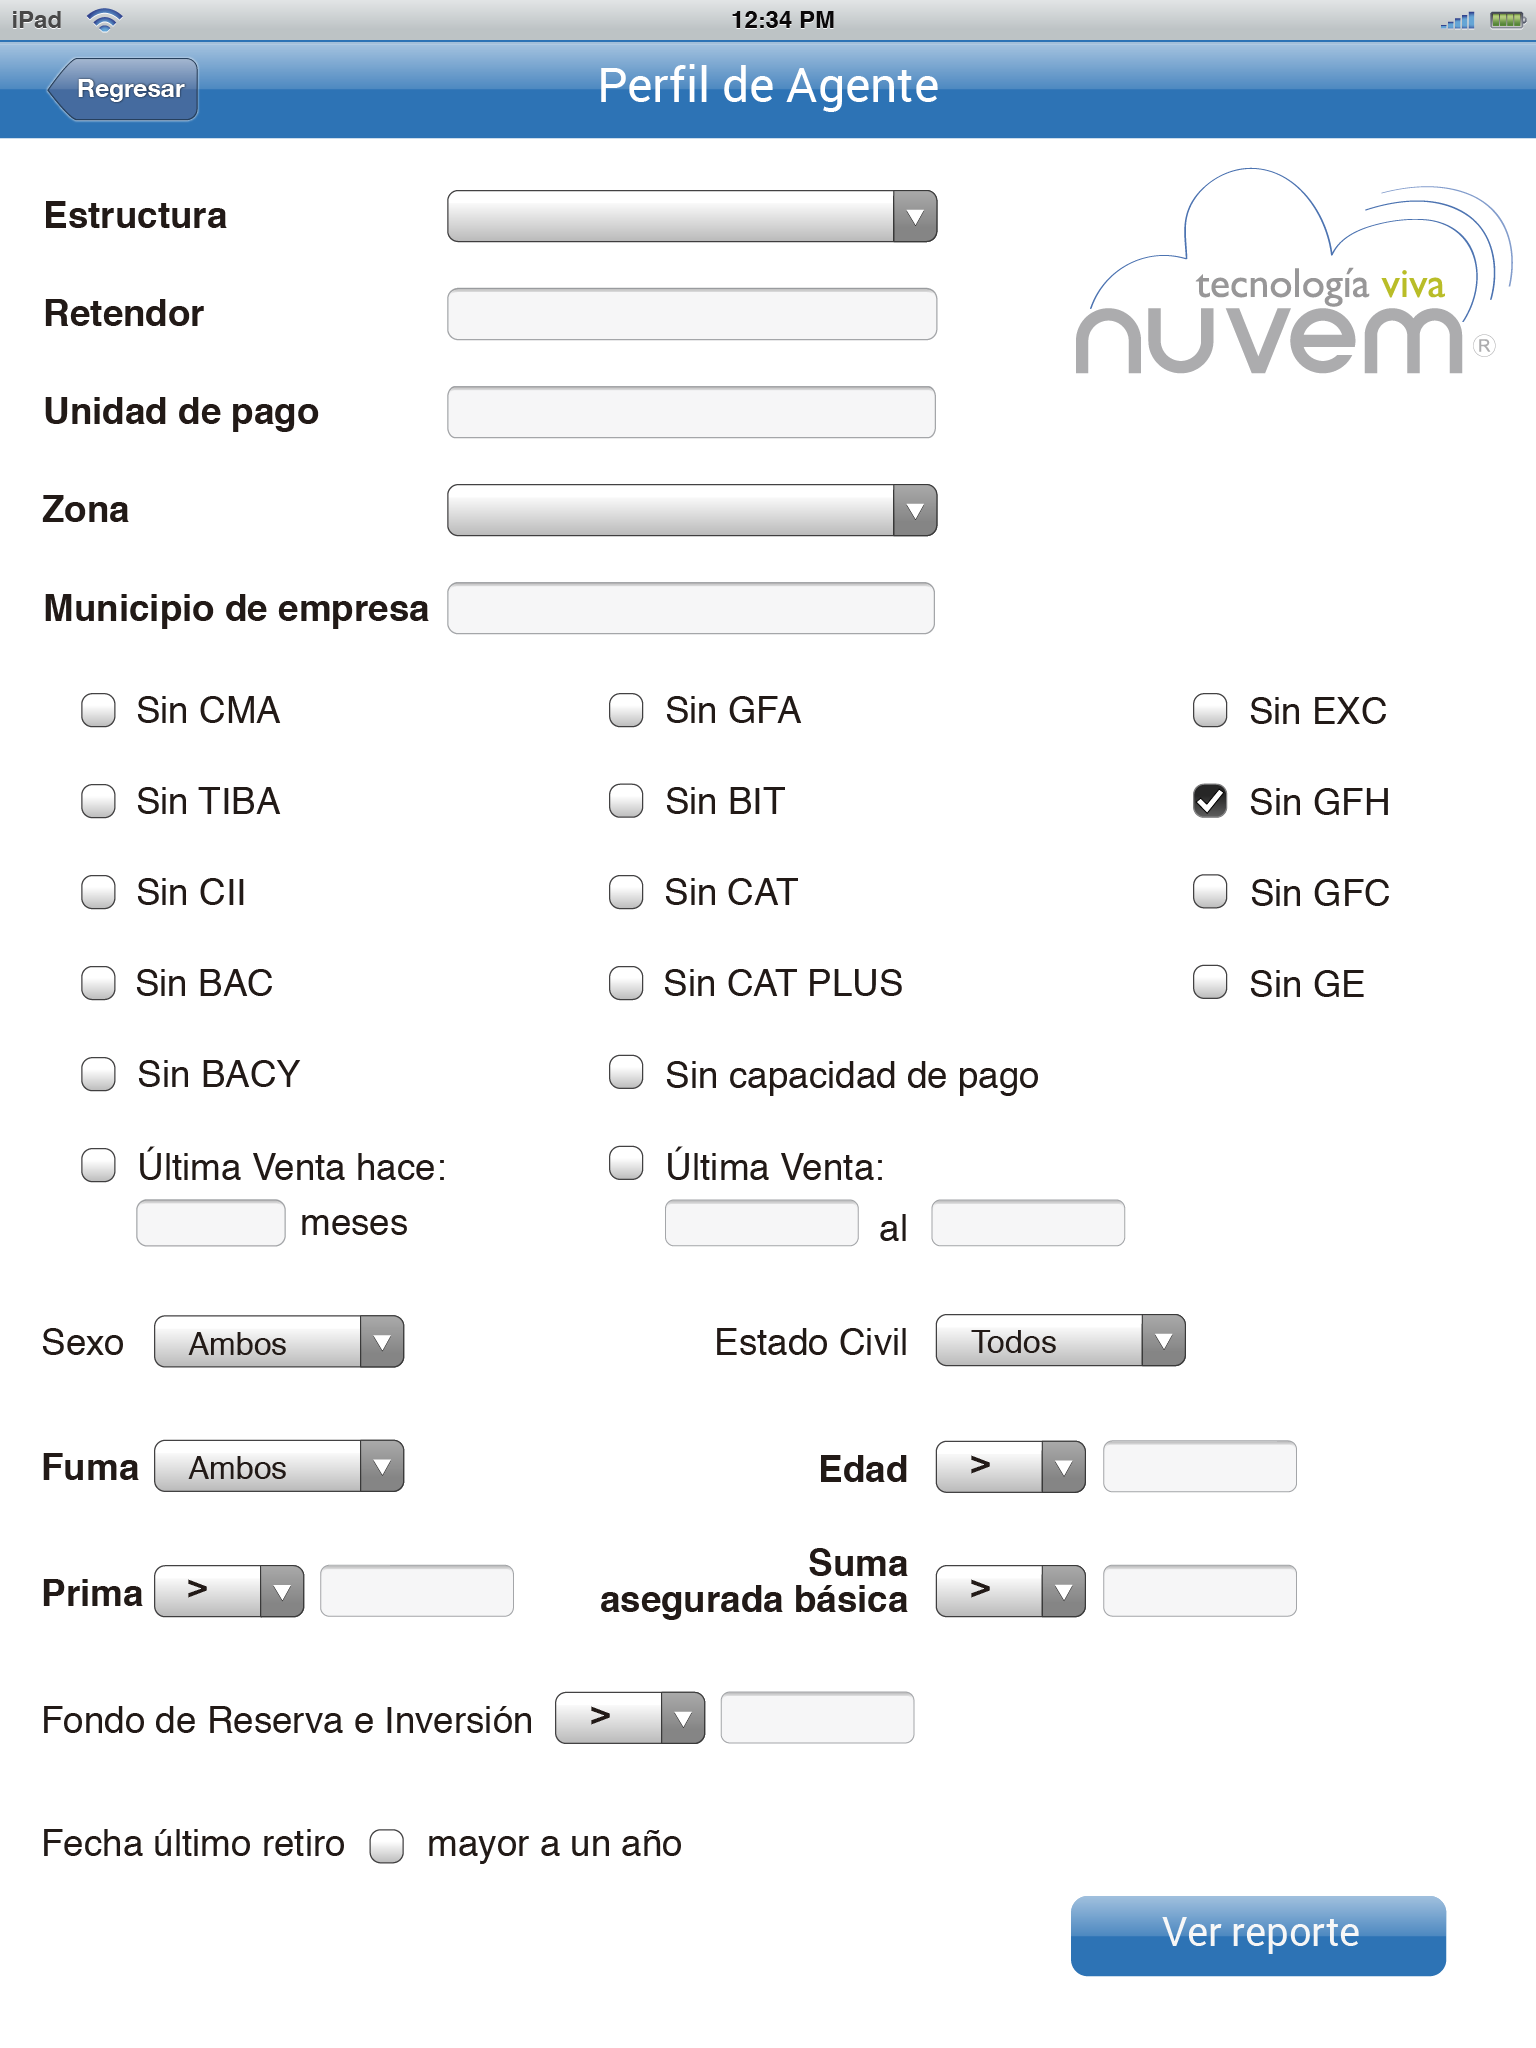 iPad 12:34 PM
Regresar Perfil de Agente
tecnología viva
nuvem ®
Estructura
Retendor
Unidad de pago
Zona
Municipio de empresa
Sin CMA Sin GFA Sin EXC
Sin TIBA Sin BIT Sin GFH
Sin CII Sin CAT Sin GFC
Sin BAC Sin CAT PLUS Sin GE
Sin BACY Sin capacidad de pago
Última Venta hace: Última Venta:
meses al
Sexo Ambos Estado Civil Todos
Fuma Ambos Edad >
Prima > Suma
asegurada básica >
Fondo de Reserva e Inversión >
Fecha último retiro mayor a un año
Ver reporte